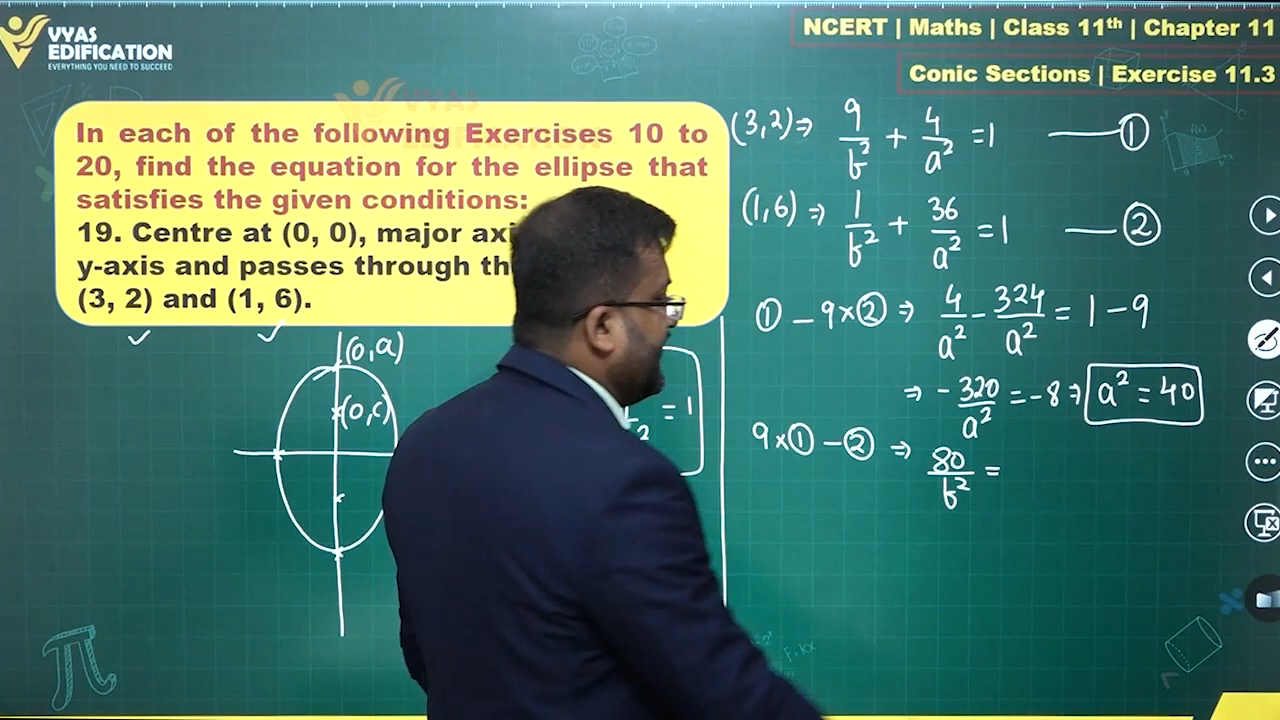 VYAS
EDIFICATION
EVERYTHING YOU NEED TO SUCCEED
NCERT | Maths | Class 11th | Chapter 11
Conic Sections | Exercise 11.3
In each of the following Exercises 10 to
20, find the equation for the ellipse that
satisfies the given conditions:
19. Centre at (0, 0), major
y-axis and passes through
(3, 2) and (1, 6).
(0,a)
(0,c)
= 1
(3,2) ⇒ 9/b² + 4/a² = 1 — ①
(1,6) ⇒ 1/b² + 36/a² = 1 — ②
① - 9×② ⇒ 4/a² - 324/a² = 1 - 9
⇒ -320/a² = -8 ⇒ a² = 40
9×① - ② ⇒ 80/b² =